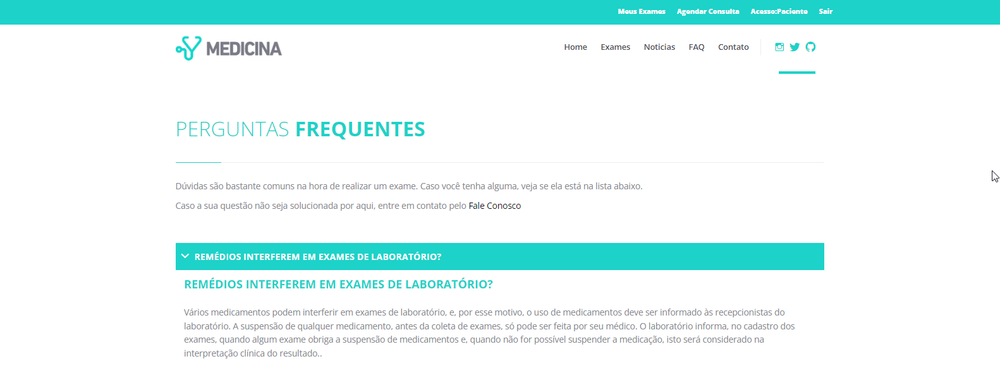 Meus Exames Agendar Consulta Acesso:Paciente Sair
MEDICINA Home Exames Noticias FAQ Contato
PERGUNTAS FREQUENTES
Dúvidas são bastante comuns na hora de realizar um exame. Caso você tenha alguma, veja se ela está na lista abaixo.
Caso a sua questão não seja solucionada por aqui, entre em contato pelo Fale Conosco
REMÉDIOS INTERFEREM EM EXAMES DE LABORATÓRIO?
REMÉDIOS INTERFEREM EM EXAMES DE LABORATÓRIO?
Vários medicamentos podem interferir em exames de laboratório, e, por esse motivo, o uso de medicamentos deve ser informado às recepcionistas do
laboratório. A suspensão de qualquer medicamento, antes da coleta de exames, só pode ser feita por seu médico. O laboratório informa, no cadastro dos
exames, quando algum exame obriga a suspensão de medicamentos e, quando não for possível suspender a medicação, isto será considerado na
interpretação clínica do resultado..